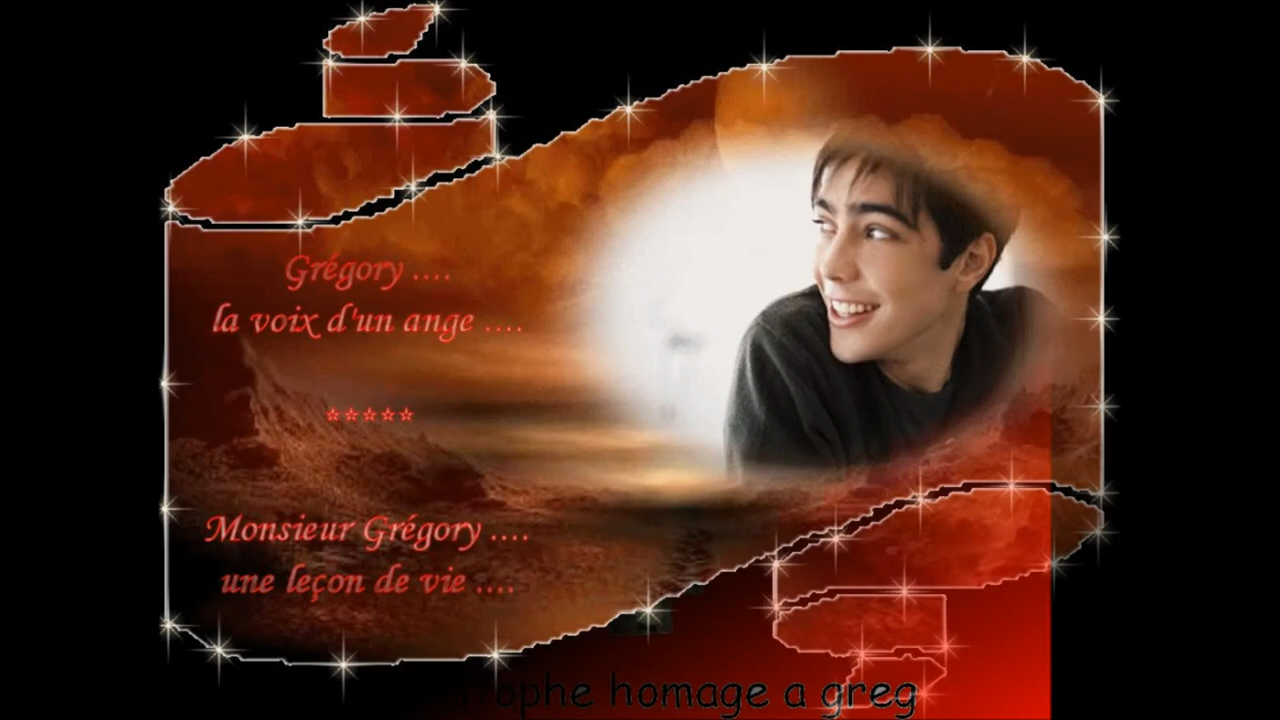 Grégory ....
la voix d'un ange ....
*****
Monsieur Grégory ....
une leçon de vie ....
homage a greg